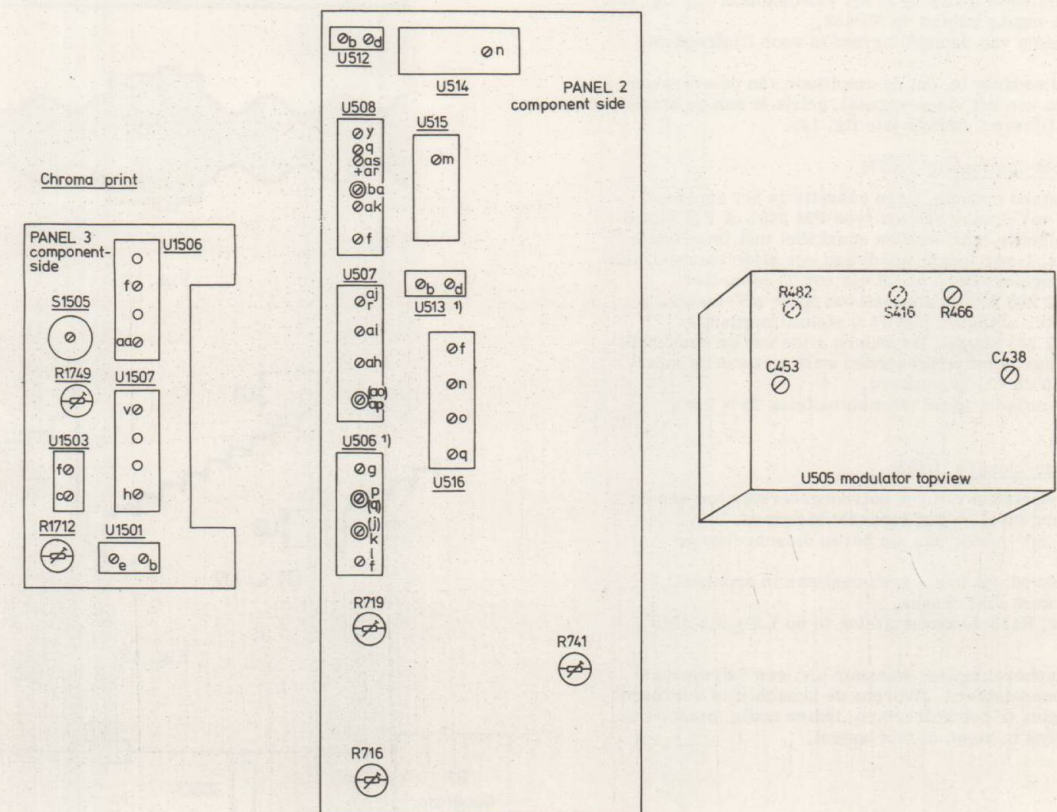 Chroma print
PANEL 3
component-
side
U1506
f
aa
S1505
R1749
U1507
v
h
U1503
f
c
R1712
U1501
e b
PANEL 2
component side
b d
U512
n
U514
U508
y
q
as
+ar
ba
ak
f
U515
m
U507
aj
r
ai
ah
(ao)
ap
b d
U513 1)
f
n
o
q
U516
U506 1)
g
p
(q)
(j)
k
l
f
R719
R741
R716
R482
S416
R466
C453
C438
U505 modulator topview